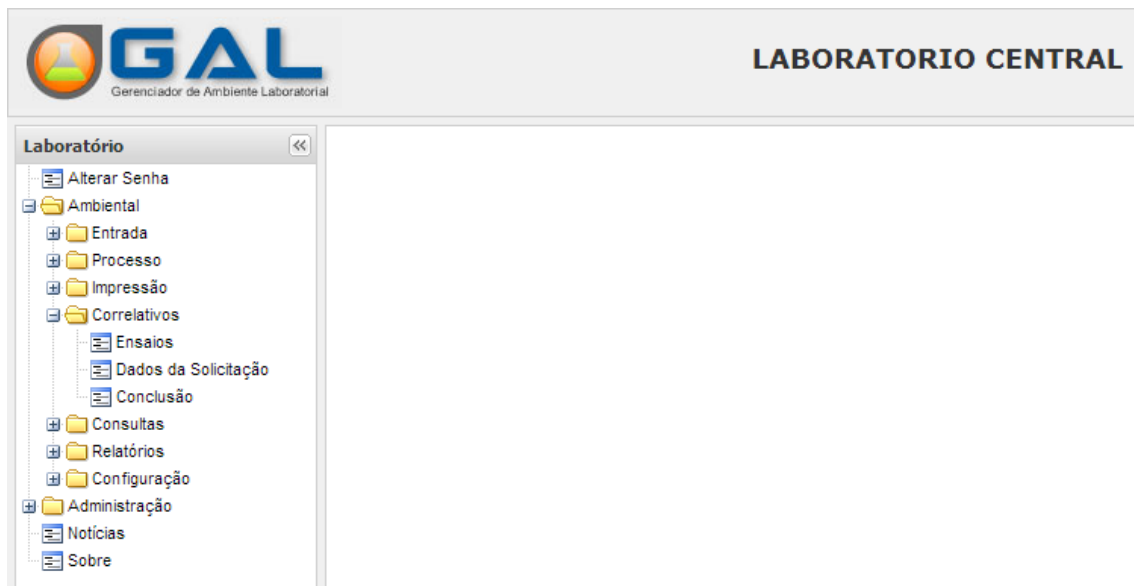 GAL
Gerenciador de Ambiente Laboratorial
LABORATORIO CENTRAL
Laboratório
Alterar Senha
Ambiental
Entrada
Processo
Impressão
Correlativos
Ensaios
Dados da Solicitação
Conclusão
Consultas
Relatórios
Configuração
Administração
Notícias
Sobre